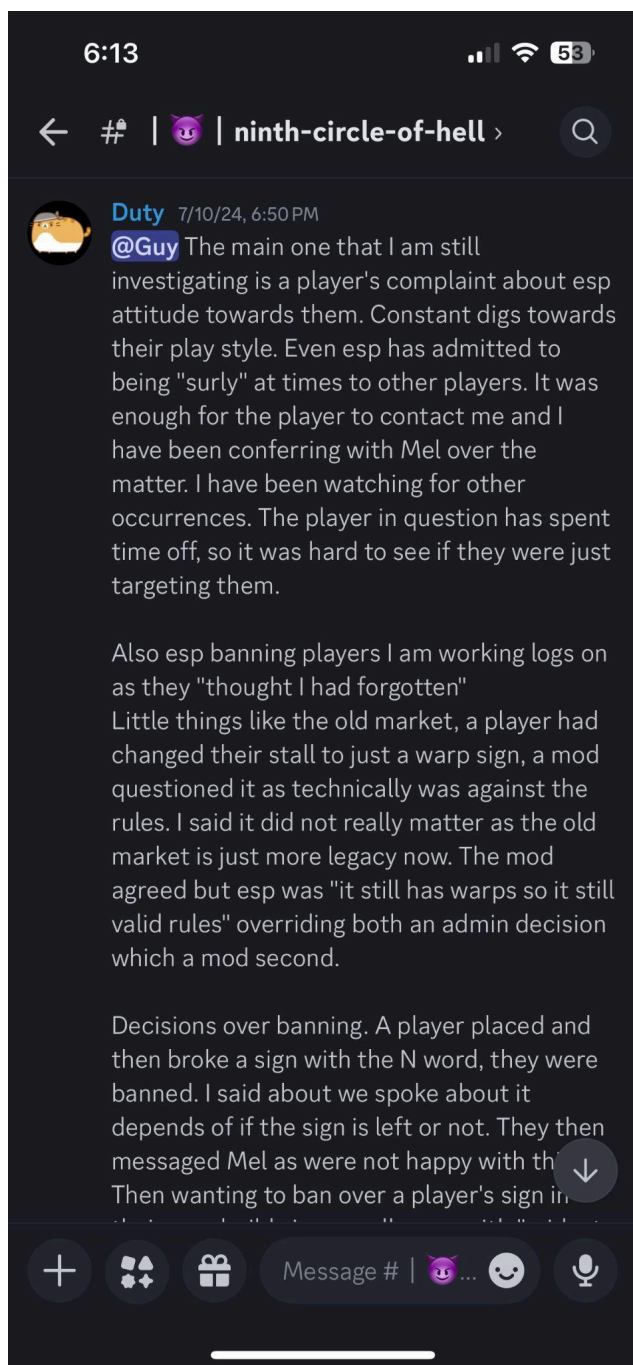 6:13
53
# | 😈 | ninth-circle-of-hell ›
Duty 7/10/24, 6:50 PM
@Guy The main one that I am still
investigating is a player's complaint about esp
attitude towards them. Constant digs towards
their play style. Even esp has admitted to
being "surly" at times to other players. It was
enough for the player to contact me and I
have been conferring with Mel over the
matter. I have been watching for other
occurrences. The player in question has spent
time off, so it was hard to see if they were just
targeting them.
Also esp banning players I am working logs on
as they "thought I had forgotten"
Little things like the old market, a player had
changed their stall to just a warp sign, a mod
questioned it as technically was against the
rules. I said it did not really matter as the old
market is just more legacy now. The mod
agreed but esp was "it still has warps so it still
valid rules" overriding both an admin decision
which a mod second.
Decisions over banning. A player placed and
then broke a sign with the N word, they were
banned. I said about we spoke about it
depends of if the sign is left or not. They then
messaged Mel as were not happy with
Then wanting to ban over a player's sign in
Message # | 😈...